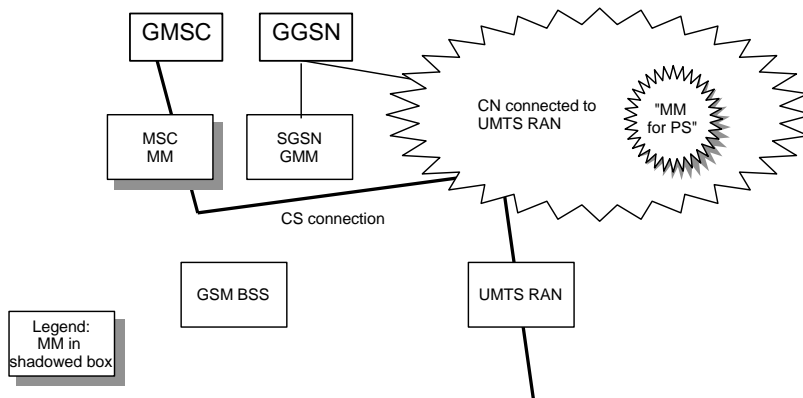 GMSC
GGSN
CN connected to
UMTS RAN
"MM
for PS"
MSC
MM
SGSN
GMM
CS connection
GSM BSS
UMTS RAN
Legend:
MM in
shadowed box